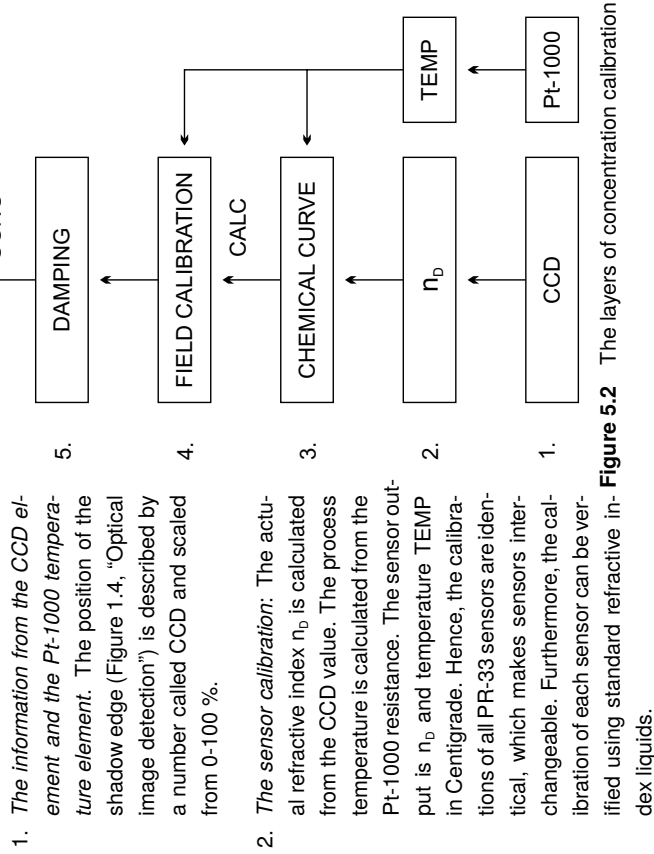 1. The information from the CCD el-
ement and the Pt-1000 tempera-
ture element. The position of the
shadow edge (Figure 1.4, “Optical
image detection”) is described by
a number called CCD and scaled
from 0-100 %.
2. The sensor calibration: The actu-
al refractive index nD is calculated
from the CCD value. The process
temperature is calculated from the
Pt-1000 resistance. The sensor out-
put is nD and temperature TEMP
in Centigrade. Hence, the calibra-
tions of all PR-33 sensors are iden-
tical, which makes sensors inter-
changeable. Furthermore, the cal-
ibration of each sensor can be ver-
ified using standard refractive in-
dex liquids.
5.
DAMPING
4.
FIELD CALIBRATION
CALC
3.
CHEMICAL CURVE
2.
nD
TEMP
1.
CCD
Pt-1000
Figure 5.2 The layers of concentration calibration